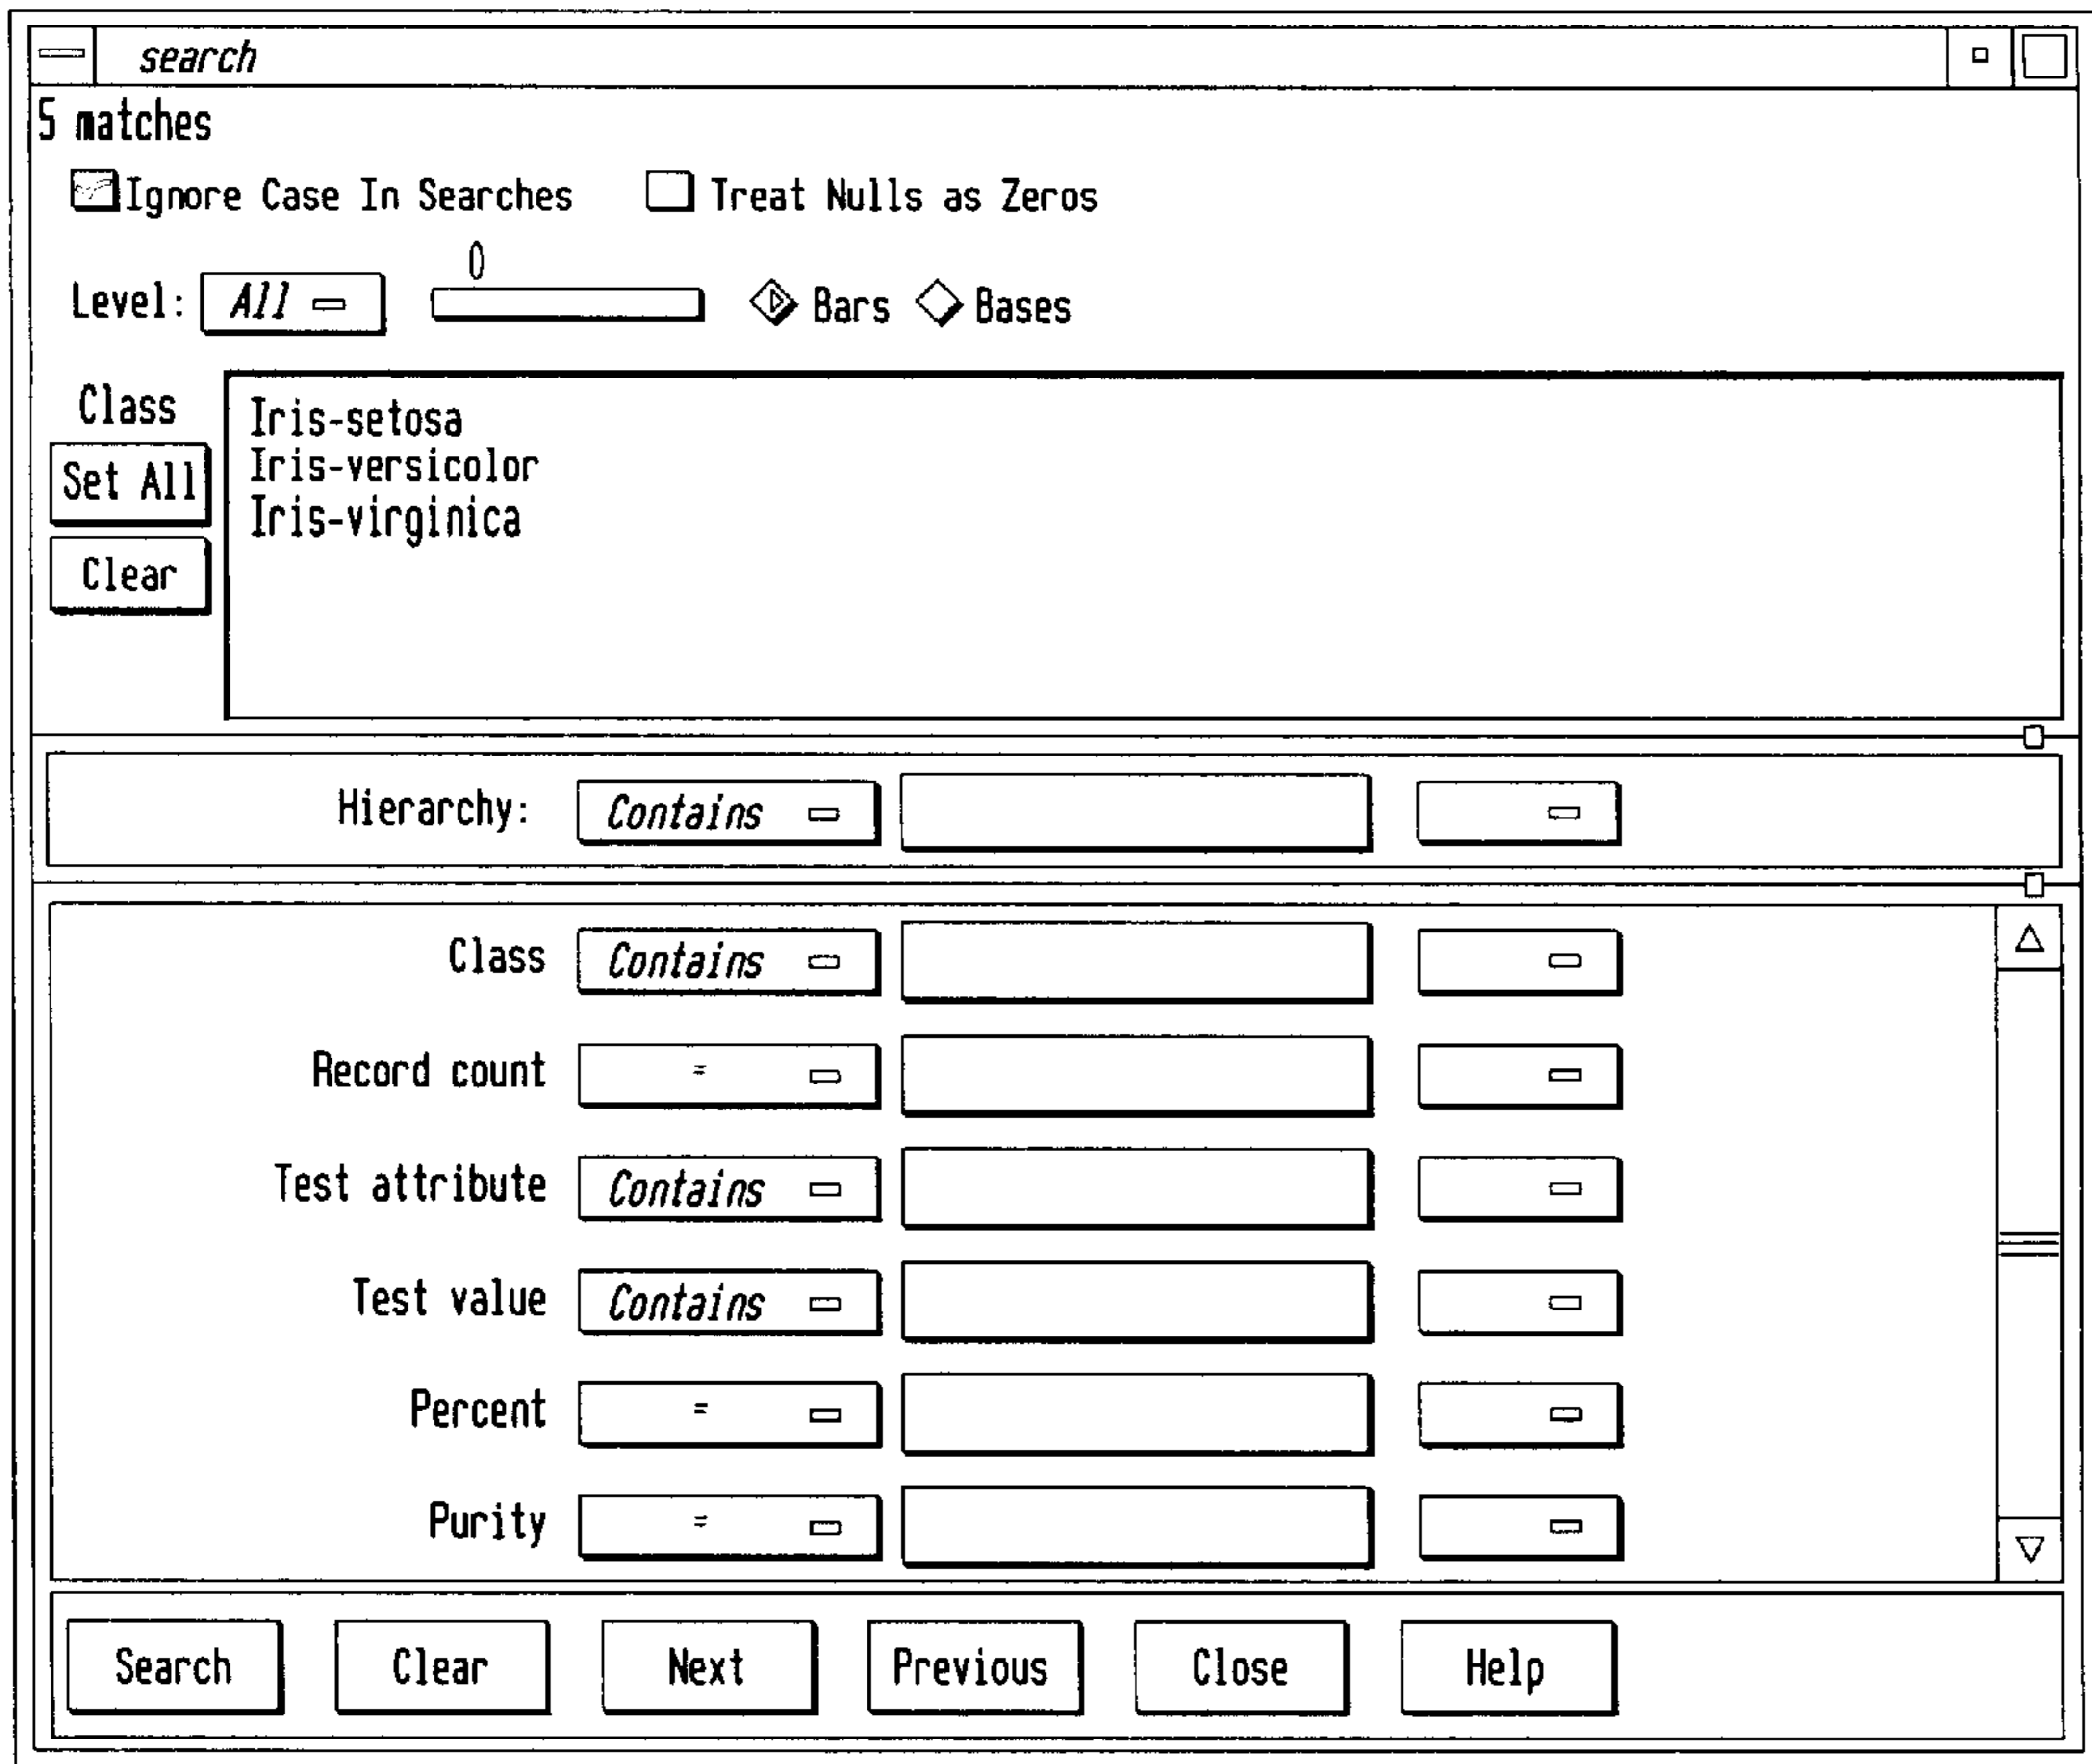 search
5 matches
Ignore Case In Searches Treat Nulls as Zeros
0
Level: All Bars Bases
Class
Set All
Clear
Iris-setosa
Iris-versicolor
Iris-virginica
Hierarchy: Contains
Class Contains
Record count =
Test attribute Contains
Test value Contains
Percent =
Purity =
Search Clear Next Previous Close Help